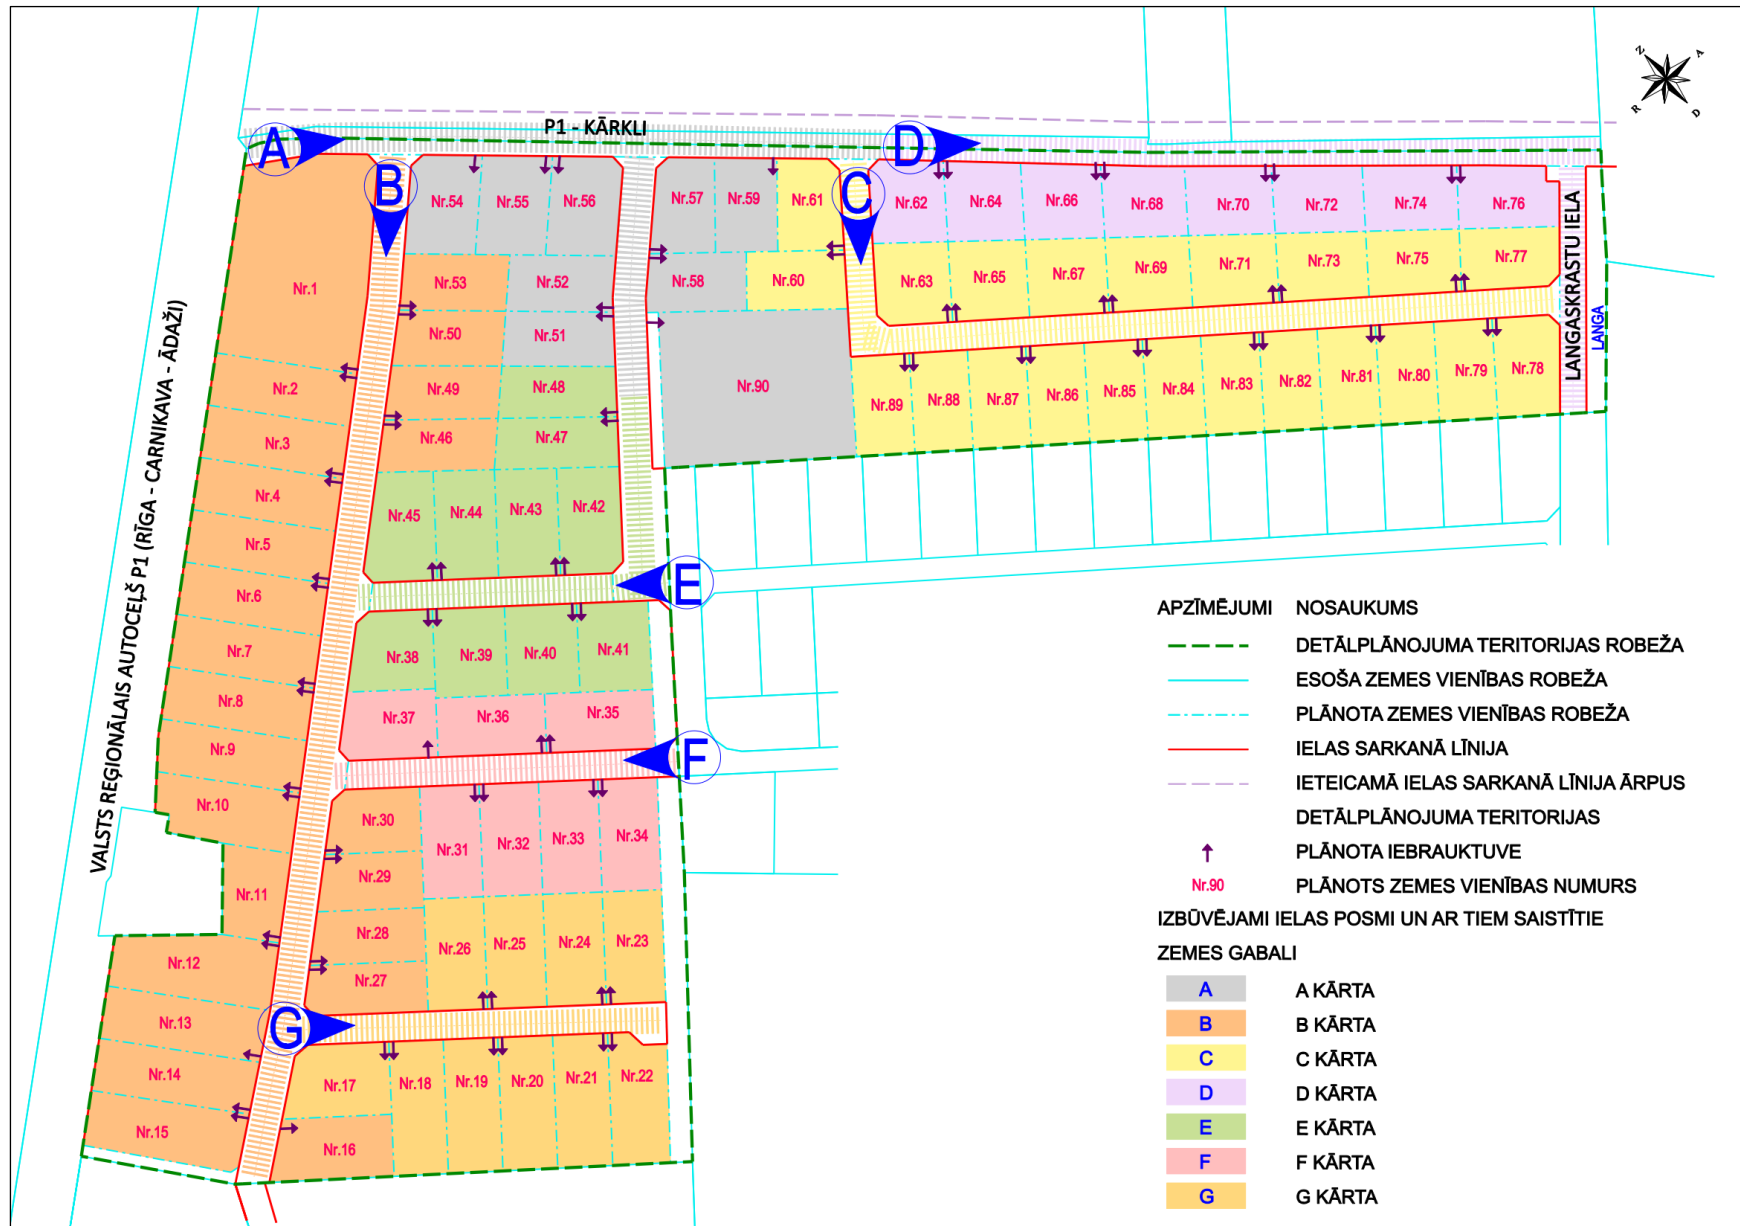 Z
A
R
D
P1 - KĀRKLI
A
D
B
C
Nr.54
Nr.55
Nr.56
Nr.57
Nr.59
Nr.61
Nr.62
Nr.64
Nr.66
Nr.68
Nr.70
Nr.72
Nr.74
Nr.76
Nr.1
Nr.53
Nr.52
Nr.58
Nr.60
Nr.63
Nr.65
Nr.67
Nr.69
Nr.71
Nr.73
Nr.75
Nr.77
LANGASKRASTU IELA
LANGA
Nr.50
Nr.51
Nr.2
Nr.49
Nr.48
Nr.90
Nr.89
Nr.88
Nr.87
Nr.86
Nr.85
Nr.84
Nr.83
Nr.82
Nr.81
Nr.80
Nr.79
Nr.78
Nr.3
Nr.46
Nr.47
Nr.4
Nr.45
Nr.44
Nr.43
Nr.42
Nr.5
VALSTS REĢIONĀLAIS AUTOCEĻŠ P1 (RĪGA - CARNIKAVA - ĀDAŽI)
Nr.6
E
Nr.7
Nr.38
Nr.39
Nr.40
Nr.41
Nr.8
Nr.37
Nr.36
Nr.35
Nr.9
F
Nr.10
Nr.30
Nr.31
Nr.32
Nr.33
Nr.34
Nr.29
Nr.11
Nr.28
Nr.26
Nr.25
Nr.24
Nr.23
Nr.12
Nr.27
Nr.13
G
Nr.14
Nr.17
Nr.18
Nr.19
Nr.20
Nr.21
Nr.22
Nr.15
Nr.16
APZĪMĒJUMI NOSAUKUMS
DETĀLPLĀNOJUMA TERITORIJAS ROBEŽA
ESOŠA ZEMES VIENĪBAS ROBEŽA
PLĀNOTA ZEMES VIENĪBAS ROBEŽA
IELAS SARKANĀ LĪNIJA
IETEICAMĀ IELAS SARKANĀ LĪNIJA ĀRPUS
DETĀLPLĀNOJUMA TERITORIJAS
PLĀNOTA IEBRAUKTUVE
Nr.90 PLĀNOTS ZEMES VIENĪBAS NUMURS
IZBŪVĒJAMI IELAS POSMI UN AR TIEM SAISTĪTIE
ZEMES GABALI
A A KĀRTA
B B KĀRTA
C C KĀRTA
D D KĀRTA
E E KĀRTA
F F KĀRTA
G G KĀRTA